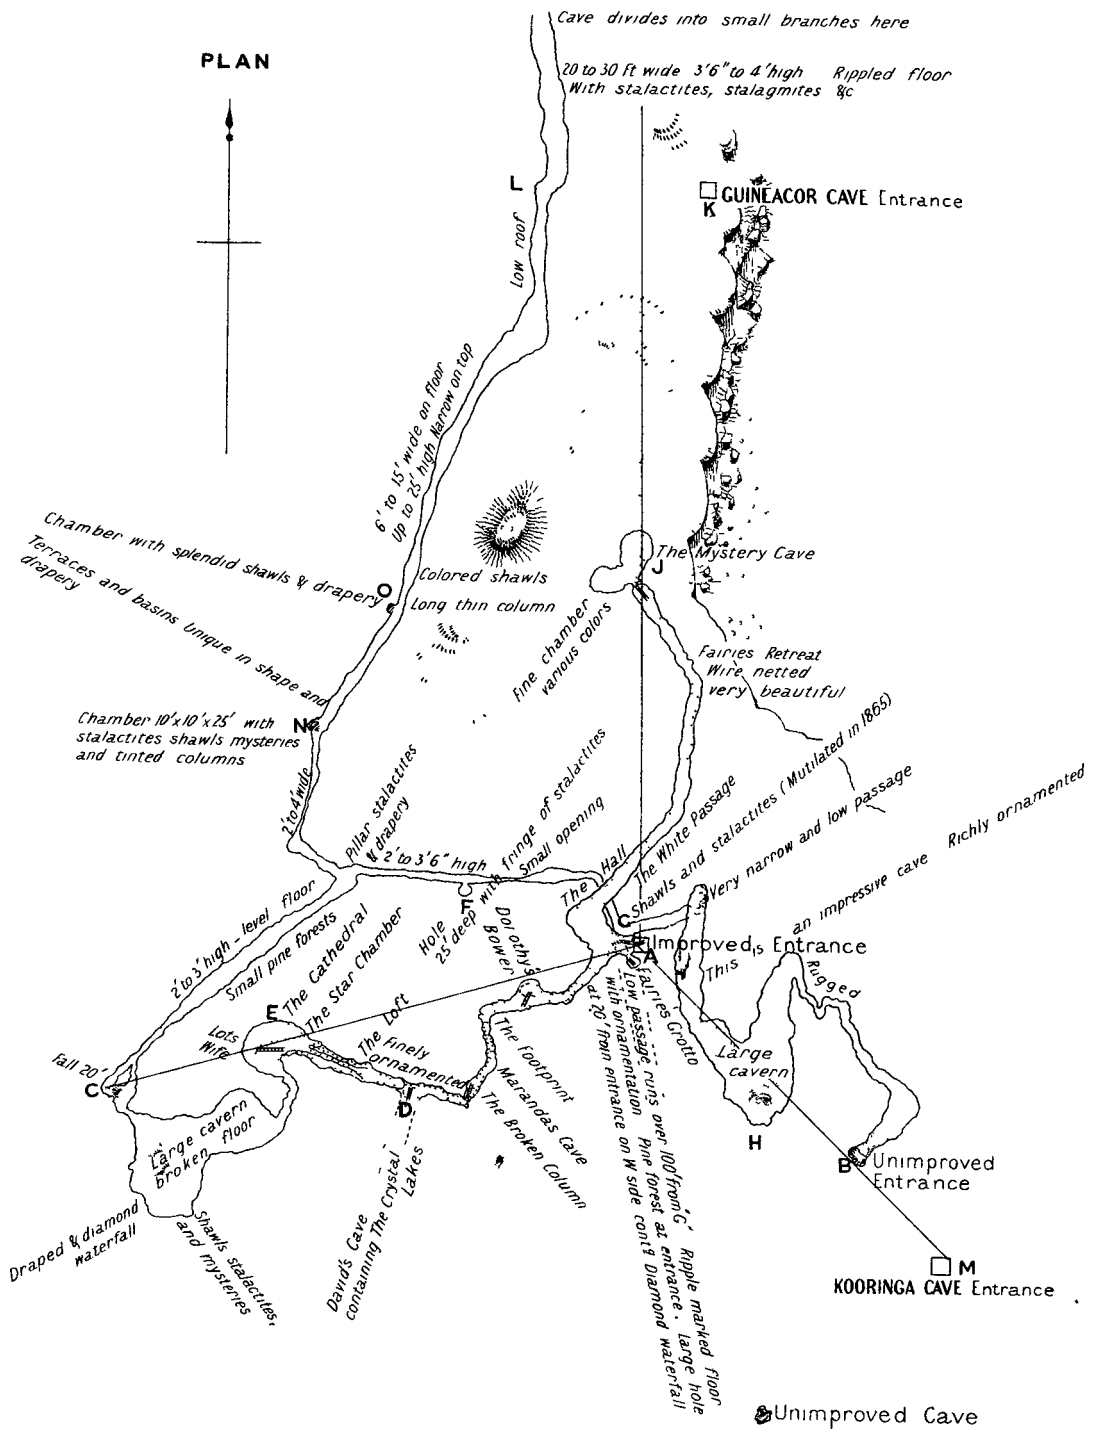 Cave divides into small branches here
PLAN
20 to 30 Ft wide 3'6" to 4' high Rippled floor
With stalactites, stalagmites &c
L
GUINEACOR CAVE Entrance
K
Low roof
6' to 15' wide on floor
Up to 25' high Narrow on top
Chamber with splendid shawls & drapery
Terraces and basins Unique in shape and
drapery
O
Colored shawls
Long thin column
The Mystery Cave
J
Fine chamber
various colors
Fairies Retreat
Wire netted
very beautiful
N
Chamber 10'x10'x25' with
stalactites shawls mysteries
and tinted columns
2' to 4' wide
Pillar stalactites
& drapery
2' to 3'6" high
F
Hole
25' deep with fringe of stalactites
Small opening
The Hall
The White Passage
Shawls and stalactites (Mutilated in 1865)
Very narrow and low passage
This is an impressive cave Richly ornamented
G
Improved Entrance
A
Rugged
2' to 3' high-level floor
Small pine forests
The Cathedral
The Star Chamber
E
Lots
Wife
The Loft
The Finely
ornamented
Dorothy's
Bower
Fall 20'
C
D
The Footprint
Marandas Cave
The Broken Column
Fairies' Grotto
Low passage runs over 100' from "G" Ripple marked floor
with ornamentation Pine forest at entrance. Large hole
at 20' from entrance on W side contg Diamond waterfall
Large
cavern
H
B
Unimproved
Entrance
Large cavern
broken floor
Draped & diamond
waterfall
Shawls stalactites,
and mysteries
David's Cave
containing The Crystal
Lakes
M
KOORINGA CAVE Entrance
Unimproved Cave